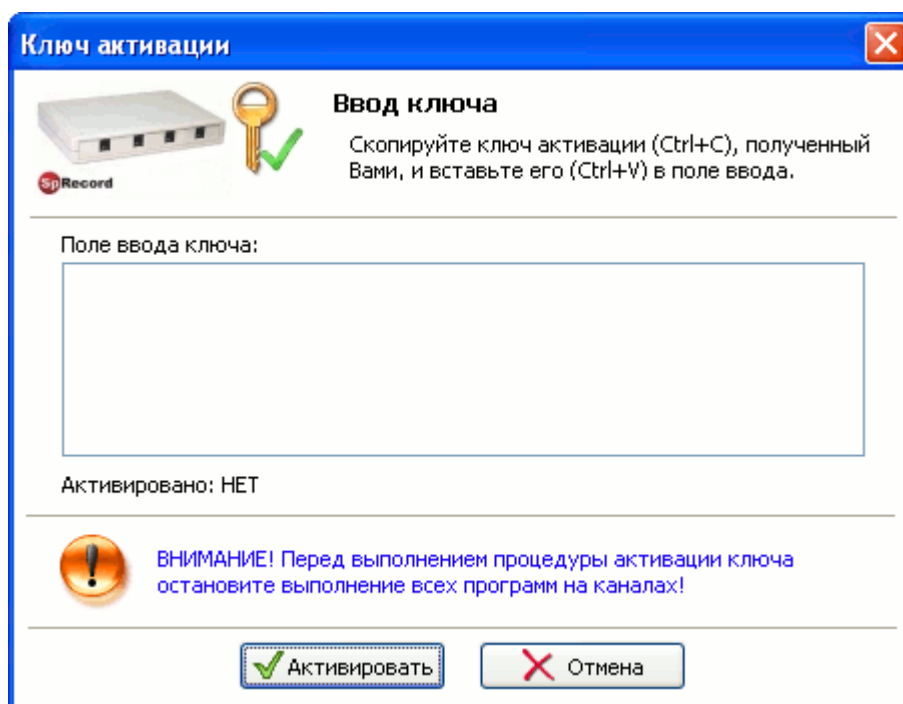 Ключ активации
Ввод ключа
Скопируйте ключ активации (Ctrl+C), полученный
Вами, и вставьте его (Ctrl+V) в поле ввода.
SpRecord
Поле ввода ключа:
Активировано: НЕТ
ВНИМАНИЕ! Перед выполнением процедуры активации ключа
остановите выполнение всех программ на каналах!
Активировать
Отмена